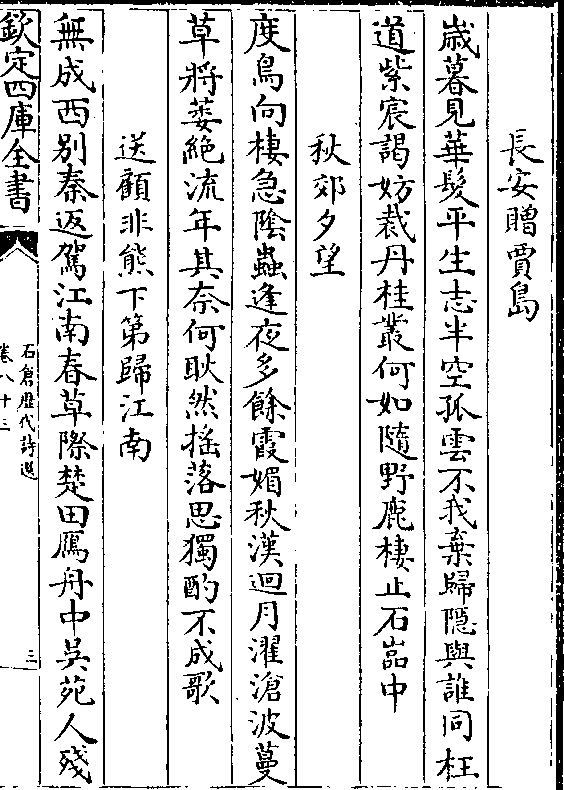 長安贈賈島
歳暮見華髮平生志半空孤雲不我棄歸隱與誰同枉
道紫宸謁妨裁丹桂叢何如隨野鹿棲止石嵓中
秋郊夕望
度鳥向棲急陰蟲逢夜多餘霞媚秋漢迴月濯滄波蔓
草將萎絶流年其奈何耿然搖落思獨酌不成歌
送顧非熊下第歸江南
無成西别秦返駕江南春草際楚田雁舟中吳苑人殘
欽定四庫全書
石倉歴代詩選
卷八十三
三